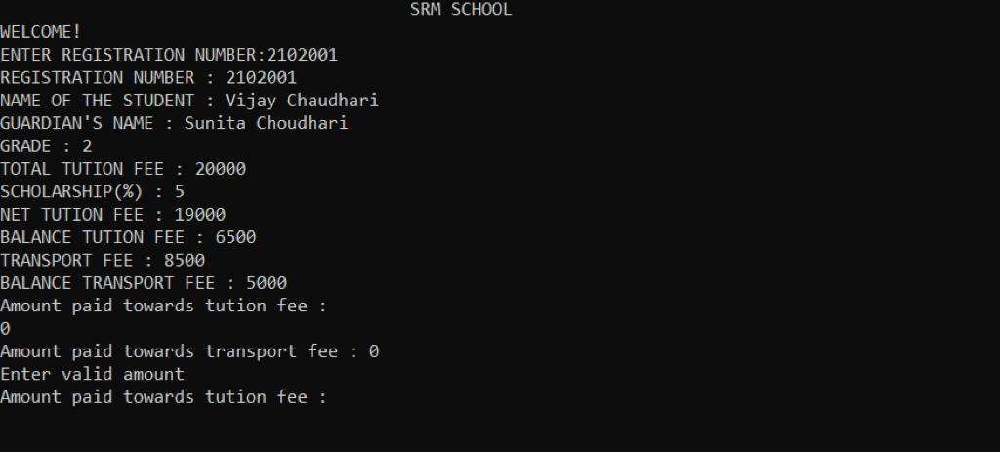 SRM SCHOOL
WELCOME!
ENTER REGISTRATION NUMBER:2102001
REGISTRATION NUMBER : 2102001
NAME OF THE STUDENT : Vijay Chaudhari
GUARDIAN'S NAME : Sunita Choudhari
GRADE : 2
TOTAL TUTION FEE : 20000
SCHOLARSHIP(%) : 5
NET TUTION FEE : 19000
BALANCE TUTION FEE : 6500
TRANSPORT FEE : 8500
BALANCE TRANSPORT FEE : 5000
Amount paid towards tution fee :
0
Amount paid towards transport fee : 0
Enter valid amount
Amount paid towards tution fee :